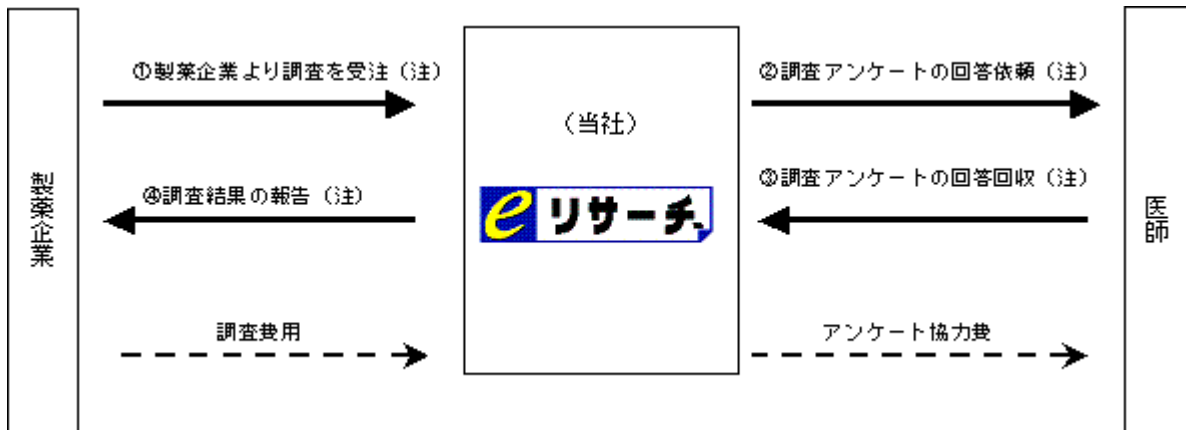 製薬企業
①製薬企業より調査を受注（注）
④調査結果の報告（注）
調査費用
（当社）
eリサーチ、
②調査アンケートの回答依頼（注）
③調査アンケートの回答回収（注）
アンケート協力費
医師